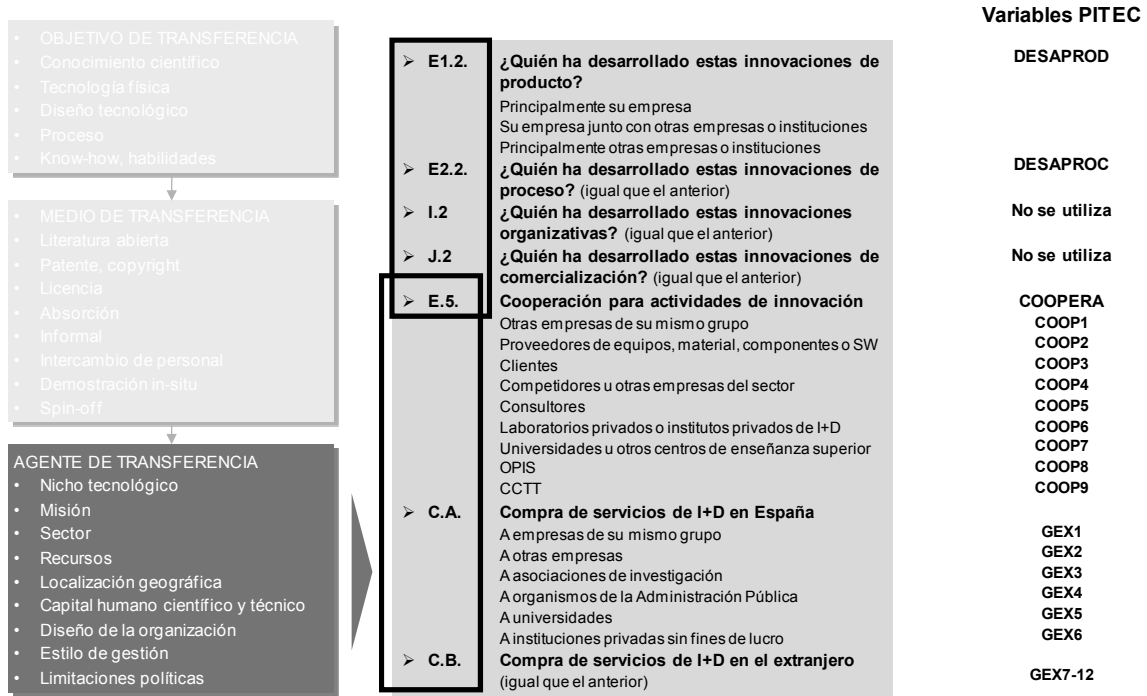 Variables PITEC
• OBJETIVO DE TRANSFERENCIA
• Conocimiento científico
• Tecnología física
• Diseño tecnológico
• Proceso
• Know-how, habilidades
• MEDIO DE TRANSFERENCIA
• Literatura abierta
• Patente, copyright
• Licencia
• Absorción
• Informal
• Intercambio de personal
• Demostración in-situ
• Spin-off
AGENTE DE TRANSFERENCIA
• Nicho tecnológico
• Misión
• Sector
• Recursos
• Localización geográfica
• Capital humano científico y técnico
• Diseño de la organización
• Estilo de gestión
• Limitaciones políticas
➢ E1.2. ¿Quién ha desarrollado estas innovaciones de DESAPROD
producto?
Principalmente su empresa
Su empresa junto con otras empresas o instituciones
Principalmente otras empresas o instituciones
➢ E2.2. ¿Quién ha desarrollado estas innovaciones de DESAPROC
proceso? (igual que el anterior)
➢ I.2 ¿Quién ha desarrollado estas innovaciones No se utiliza
organizativas? (igual que el anterior)
➢ J.2 ¿Quién ha desarrollado estas innovaciones de No se utiliza
comercialización? (igual que el anterior)
➢ E.5. Cooperación para actividades de innovación COOPERA
Otras empresas de su mismo grupo COOP1
Proveedores de equipos, material, componentes o SW COOP2
Clientes COOP3
Competidores u otras empresas del sector COOP4
Consultores COOP5
Laboratorios privados o institutos privados de I+D COOP6
Universidades u otros centros de enseñanza superior COOP7
OPIS COOP8
CCTT COOP9
➢ C.A. Compra de servicios de I+D en España
A empresas de su mismo grupo GEX1
A otras empresas GEX2
A asociaciones de investigación GEX3
A organismos de la Administración Pública GEX4
A universidades GEX5
A instituciones privadas sin fines de lucro GEX6
➢ C.B. Compra de servicios de I+D en el extranjero
(igual que el anterior) GEX7-12